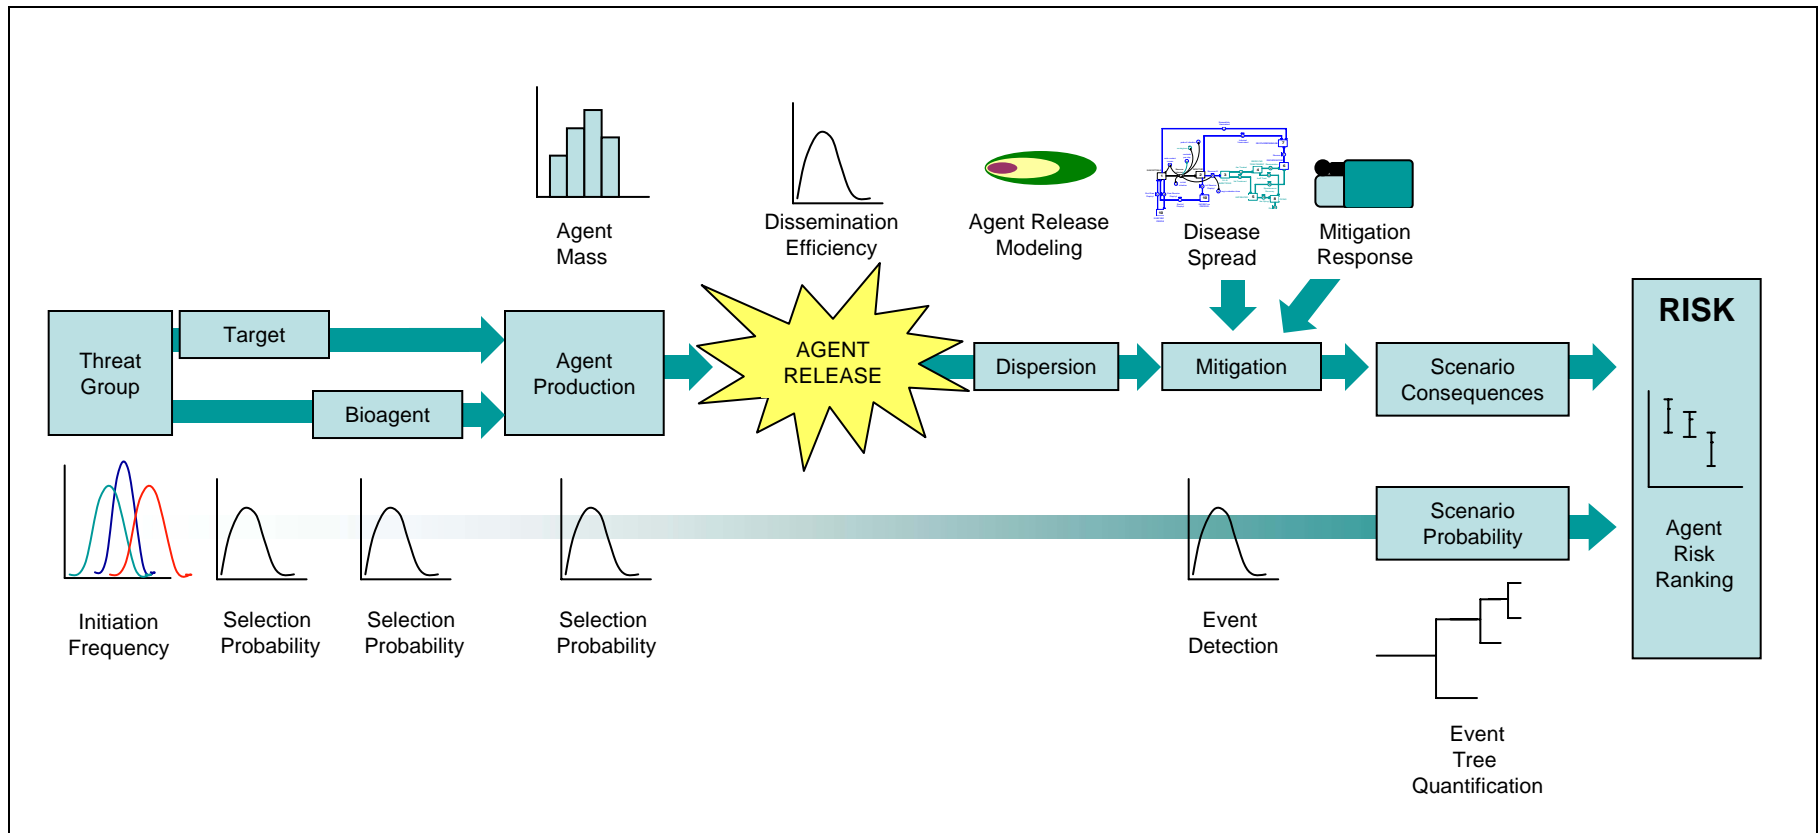 Agent
Mass
Dissemination
Efficiency
Agent Release
Modeling
Disease
Spread
Mitigation
Response
Threat
Group
Target
Bioagent
Agent
Production
AGENT
RELEASE
Dispersion
Mitigation
Scenario
Consequences
RISK
Agent
Risk
Ranking
Scenario
Probability
Initiation
Frequency
Selection
Probability
Selection
Probability
Selection
Probability
Event
Detection
Event
Tree
Quantification